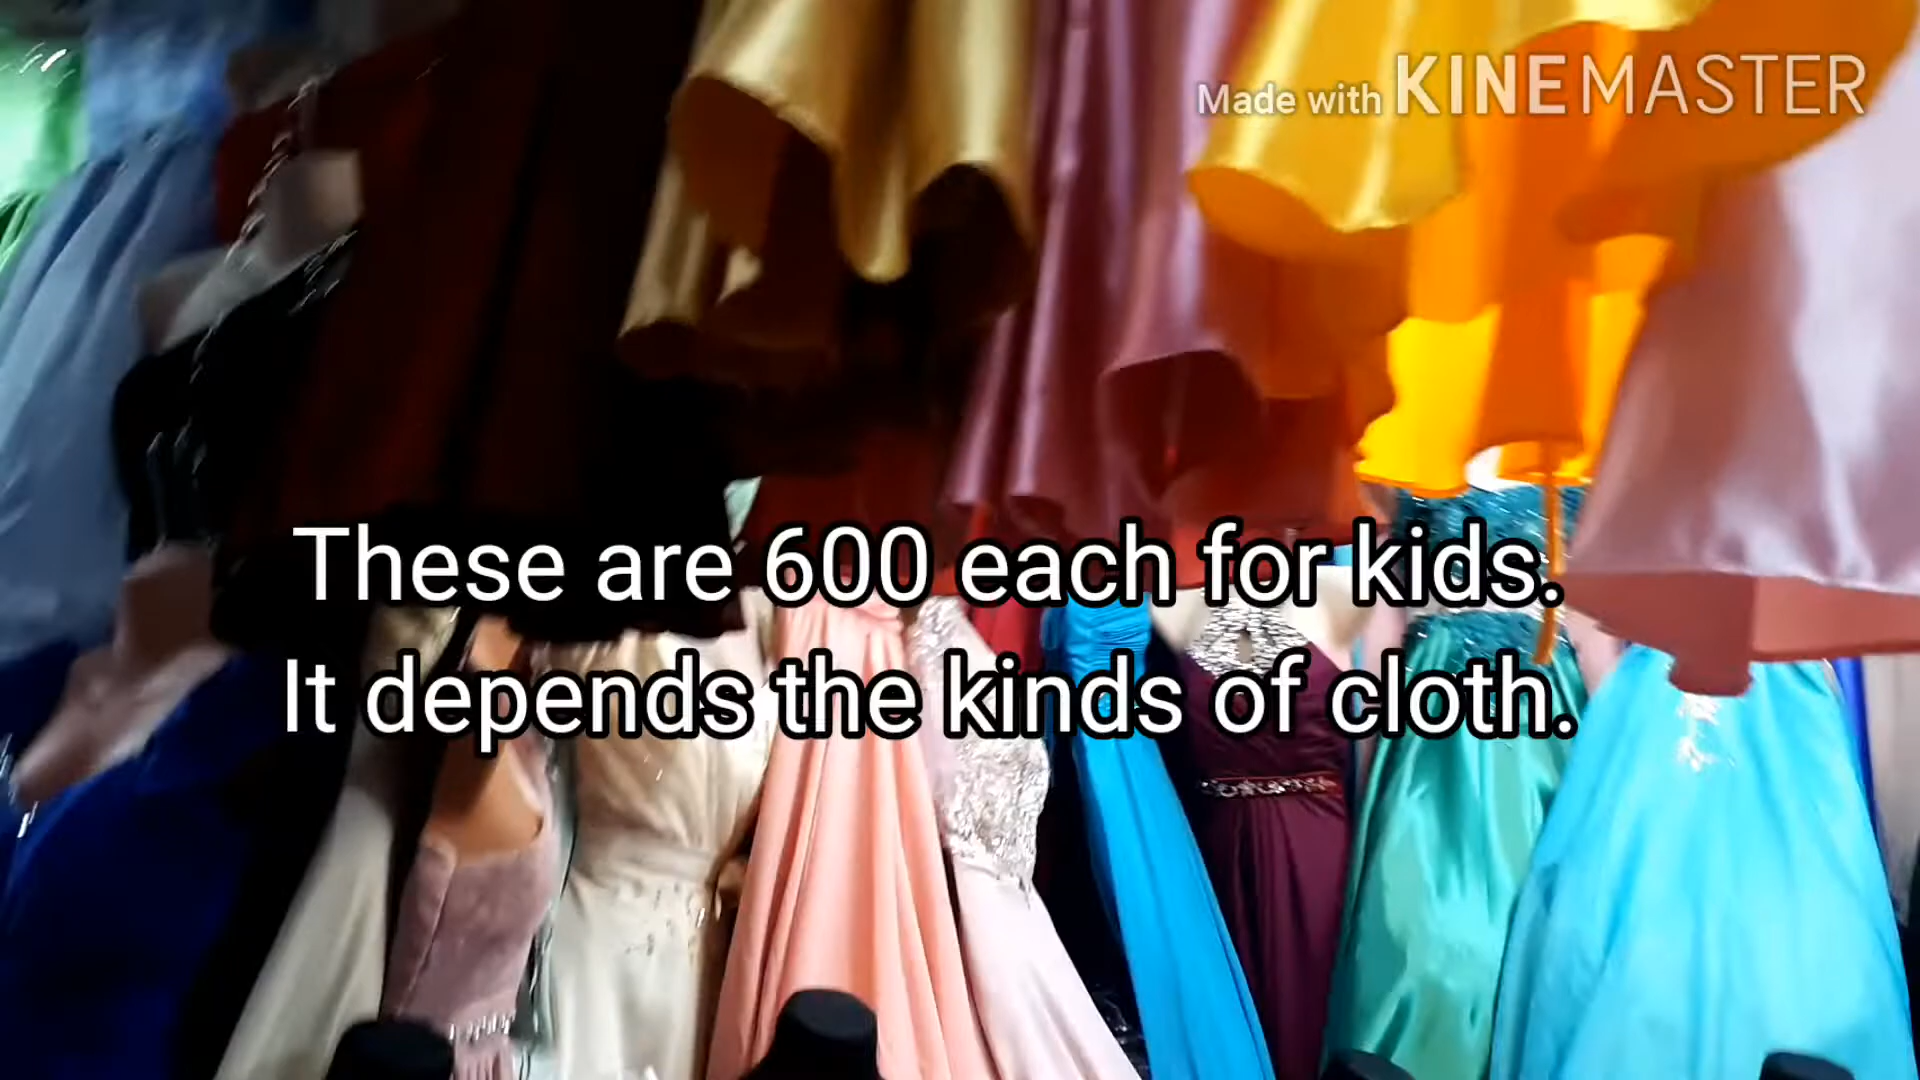 Made with KINEMASTER
These are 600 each for kids.
It depends the kinds of cloth.